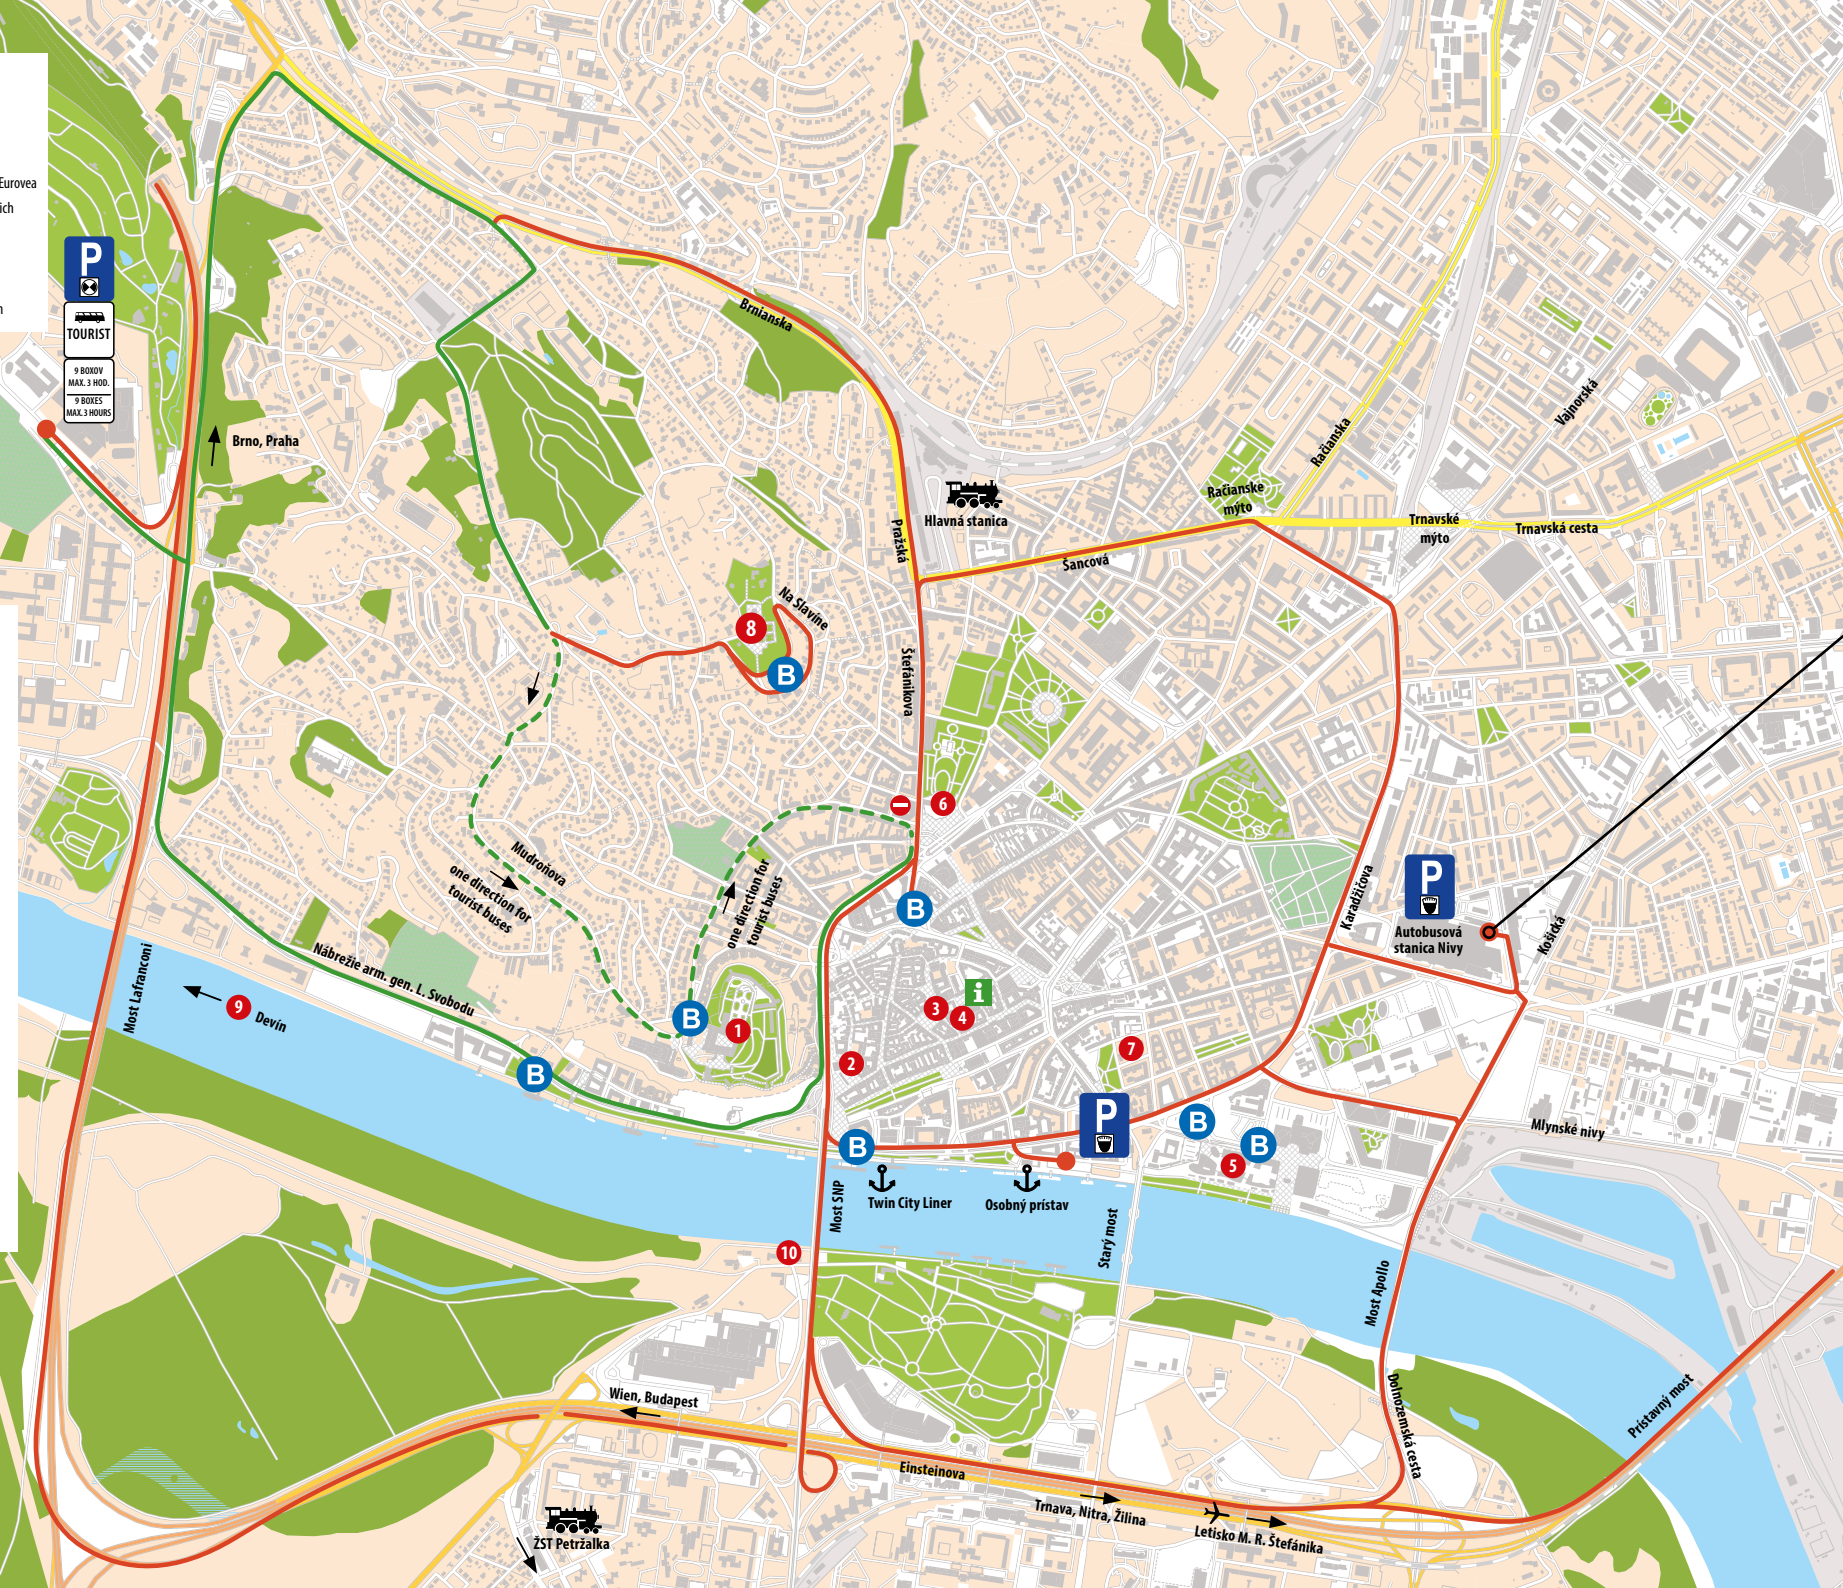 Eurovea
ich
n
P
TOURIST
9 BOXOV
MAX. 3 HOD.
9 BOXES
MAX. 3 HOURS
Brno, Praha
Brnianska
Pražská
Hlavná stanica
Šancová
Račianske
mýto
Račianska
Vajnorská
Trnavské
mýto
Trnavská cesta
8
Na Slavíne
B
Štefánikova
6
Mudroňova
one direction for
tourist buses
one direction for
tourist buses
B
Karadžičova
P
Autobusová
stanica Nivy
Košická
Most Lafranconi
9
Devín
Nábrežie arm. gen. L. Svobodu
B
B
1
2
3
4
i
7
P
B
B
5
Mlynské nivy
B
Twin City Liner
Osobný prístav
Most SNP
Starý most
10
Most Apollo
Dolnozemská cesta
Prístavný most
Wien, Budapest
Einsteinova
Trnava, Nitra, Žilina
Letisko M. R. Štefánika
ŽST Petržalka